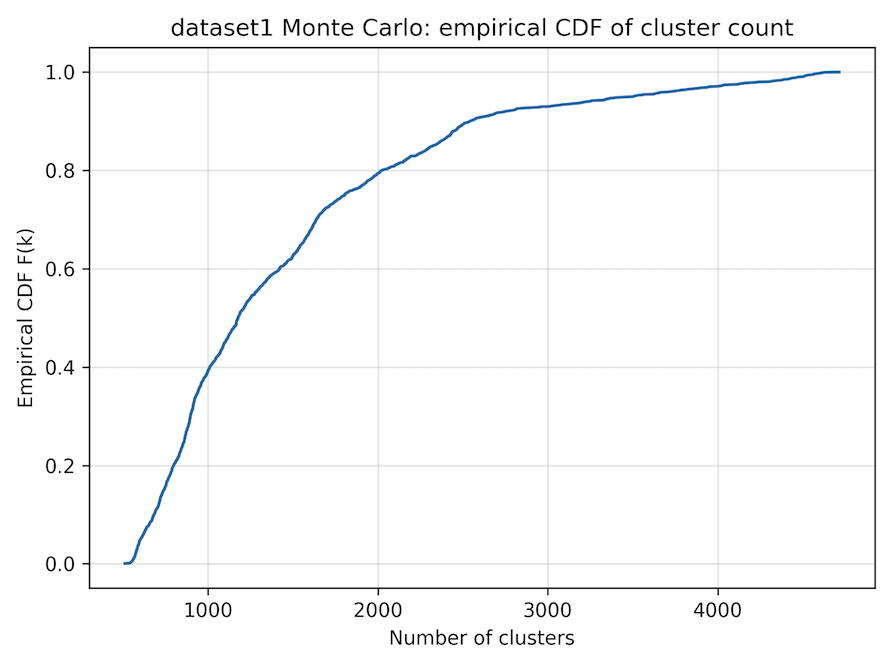 dataset1 Monte Carlo: empirical CDF of cluster count
Empirical CDF F(k)
1.0
0.8
0.6
0.4
0.2
0.0
1000 2000 3000 4000
Number of clusters